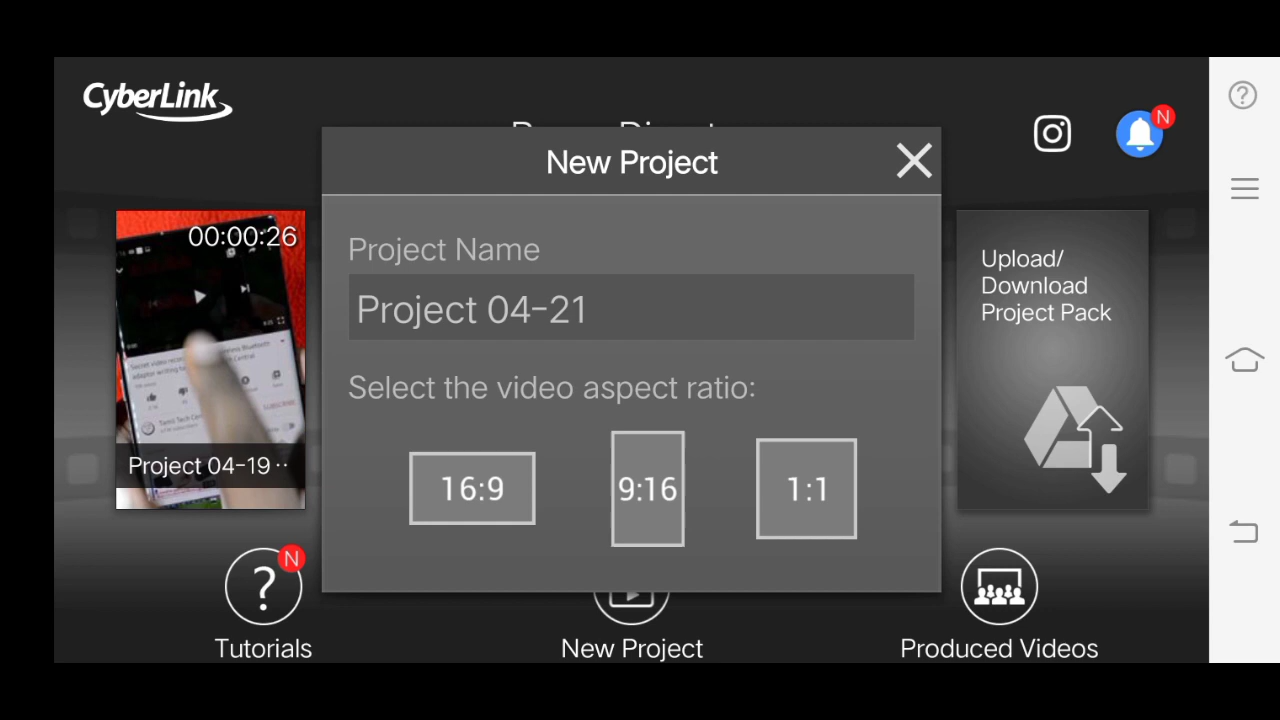 CyberLink
N
New Project
00:00:26
Project Name
Project 04-21
Upload/
Download
Project Pack
Select the video aspect ratio:
Project 04-19 ··
16:9
9:16
1:1
N
?
Tutorials
New Project
Produced Videos
?